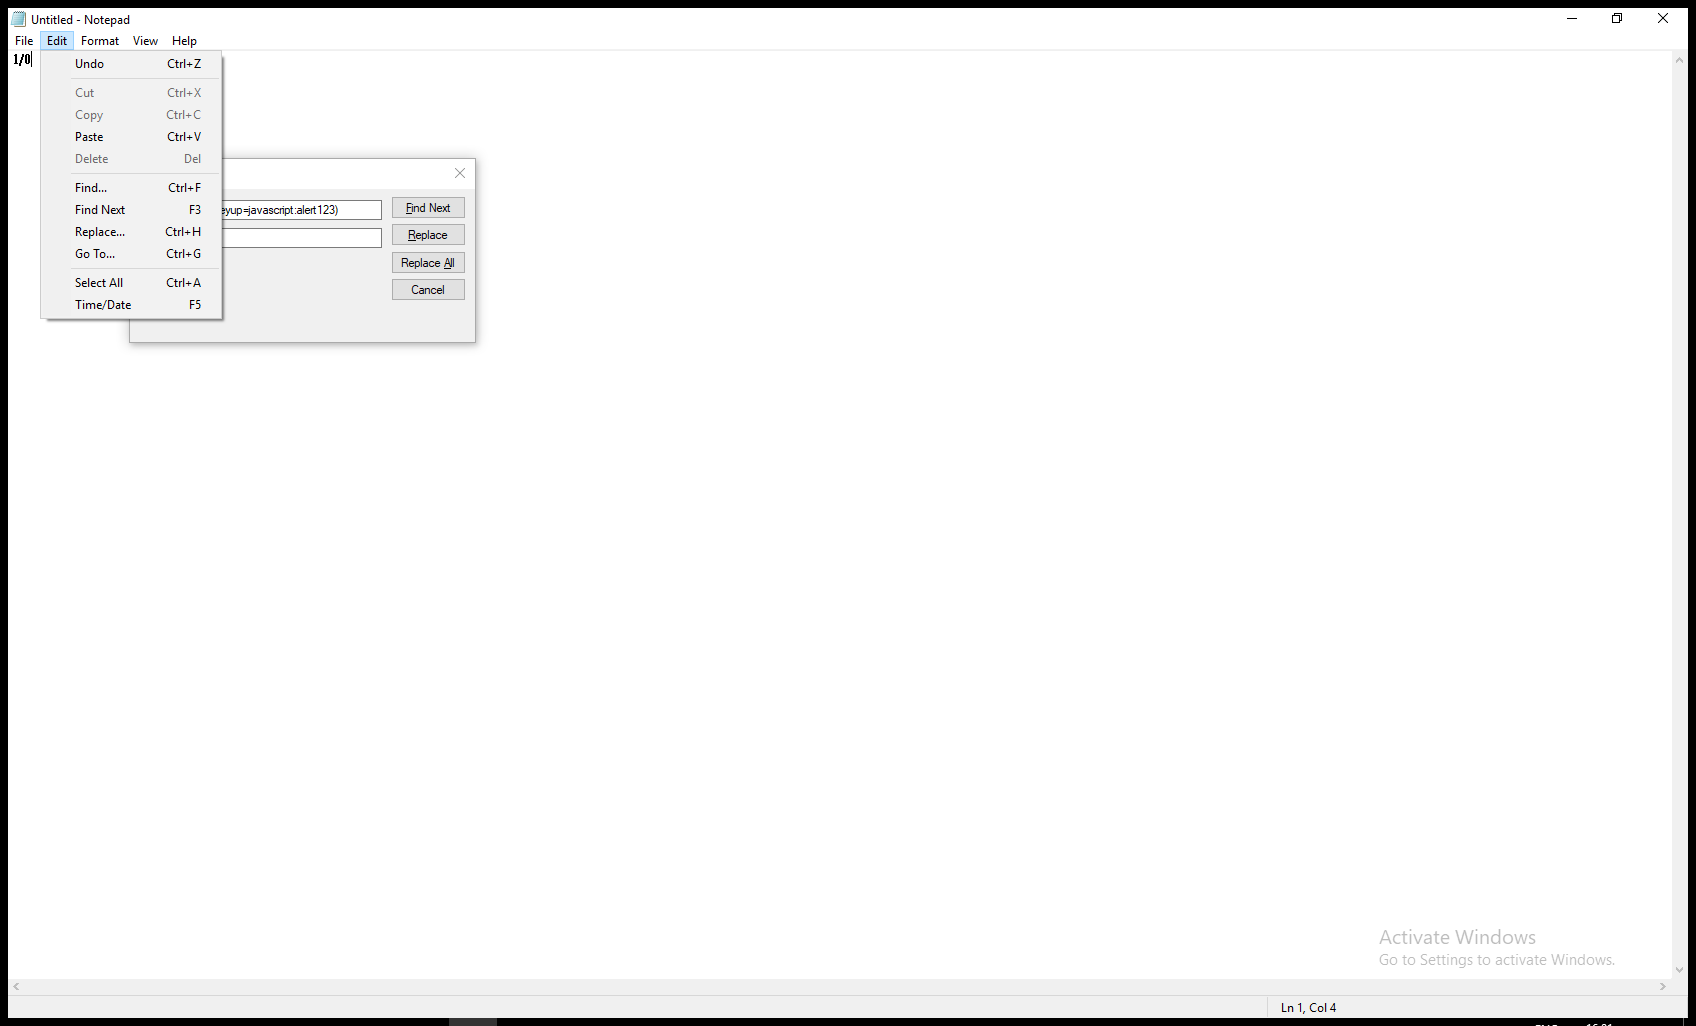 Untitled - Notepad
File Edit Format View Help
1/0
Undo Ctrl+Z
Cut Ctrl+X
Copy Ctrl+C
Paste Ctrl+V
Delete Del
Find... Ctrl+F
Find Next F3
Replace... Ctrl+H
Go To... Ctrl+G
Select All Ctrl+A
Time/Date F5
eyup=javascript:alert123)
Find Next
Replace
Replace All
Cancel
Activate Windows
Go to Settings to activate Windows.
Ln 1, Col 4